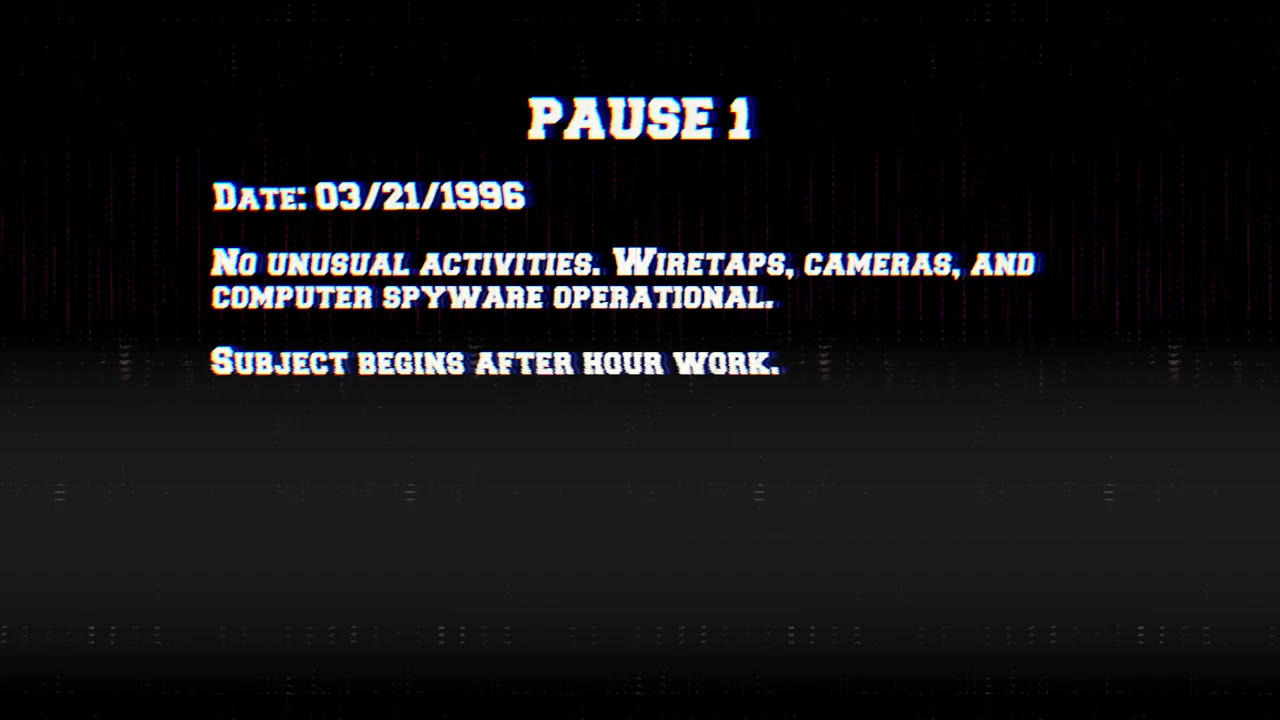 PAUSE 1
Date: 03/21/1996
No unusual activities. Wiretaps, cameras, and
computer spyware operational.
Subject begins after hour work.